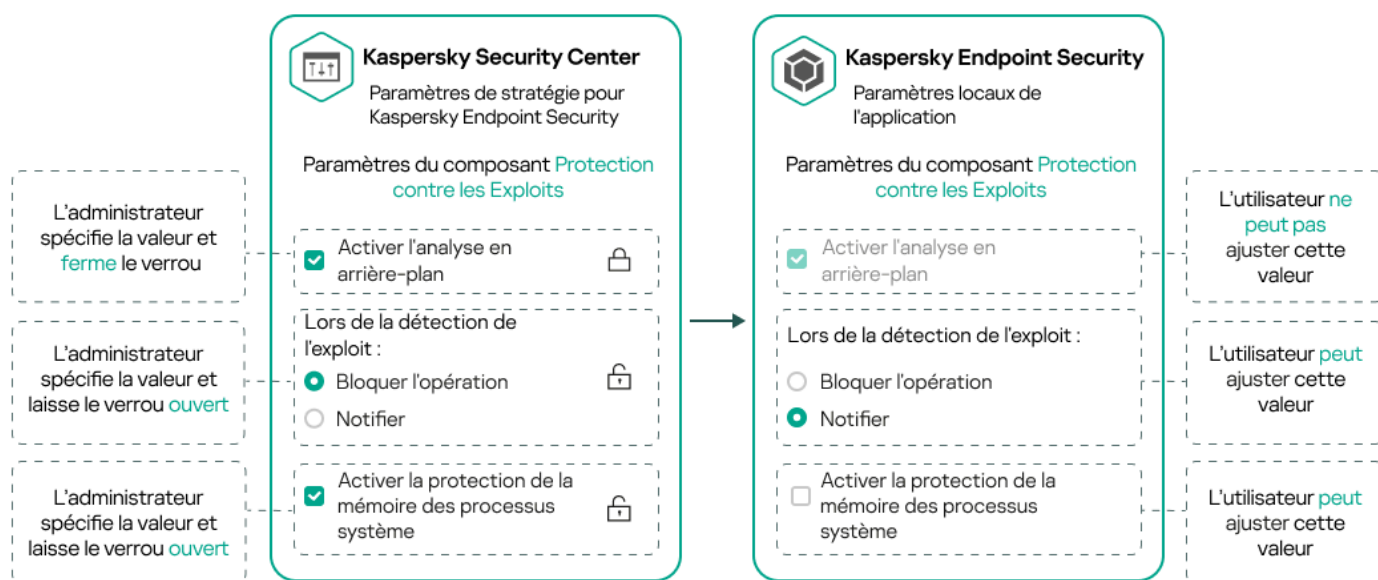 Kaspersky Security Center
Paramètres de stratégie pour
Kaspersky Endpoint Security
Paramètres du composant Protection
contre les Exploits
L'administrateur
spécifie la valeur et
ferme le verrou
Activer l'analyse en
arrière-plan
L'administrateur
spécifie la valeur et
laisse le verrou ouvert
Lors de la détection de
l'exploit :
Bloquer l'opération
Notifier
L'administrateur
spécifie la valeur et
laisse le verrou ouvert
Activer la protection de la
mémoire des processus
système
Kaspersky Endpoint Security
Paramètres locaux de
l'application
Paramètres du composant Protection
contre les Exploits
Activer l'analyse en
arrière-plan
L'utilisateur ne
peut pas
ajuster cette
valeur
Lors de la détection de l'exploit :
Bloquer l'opération
Notifier
L'utilisateur peut
ajuster cette
valeur
Activer la protection de la
mémoire des processus
système
L'utilisateur peut
ajuster cette
valeur